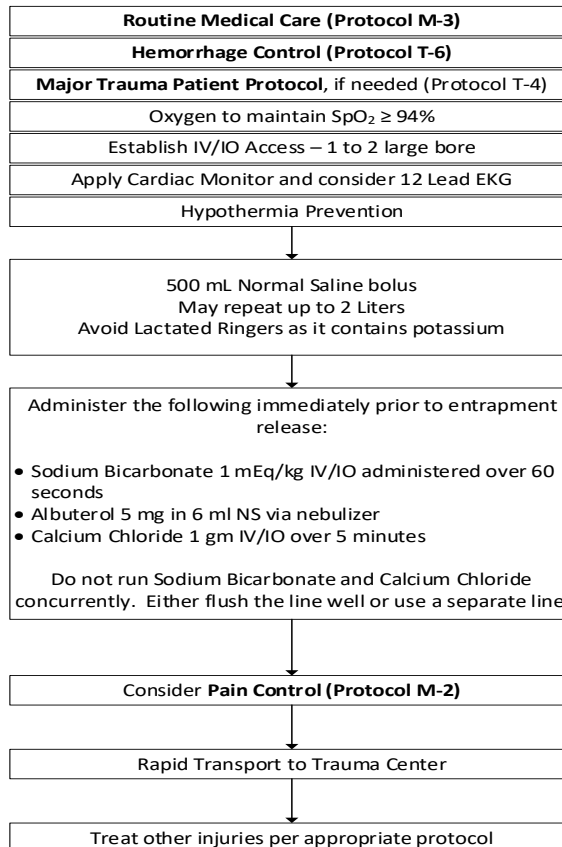 Routine Medical Care (Protocol M-3)
Hemorrhage Control (Protocol T-6)
Major Trauma Patient Protocol, if needed (Protocol T-4)
Oxygen to maintain SpO₂ ≥ 94%
Establish IV/IO Access – 1 to 2 large bore
Apply Cardiac Monitor and consider 12 Lead EKG
Hypothermia Prevention
500 mL Normal Saline bolus
May repeat up to 2 Liters
Avoid Lactated Ringers as it contains potassium
Administer the following immediately prior to entrapment
release:
• Sodium Bicarbonate 1 mEq/kg IV/IO administered over 60
seconds
• Albuterol 5 mg in 6 ml NS via nebulizer
• Calcium Chloride 1 gm IV/IO over 5 minutes
Do not run Sodium Bicarbonate and Calcium Chloride
concurrently. Either flush the line well or use a separate line
Consider Pain Control (Protocol M-2)
Rapid Transport to Trauma Center
Treat other injuries per appropriate protocol